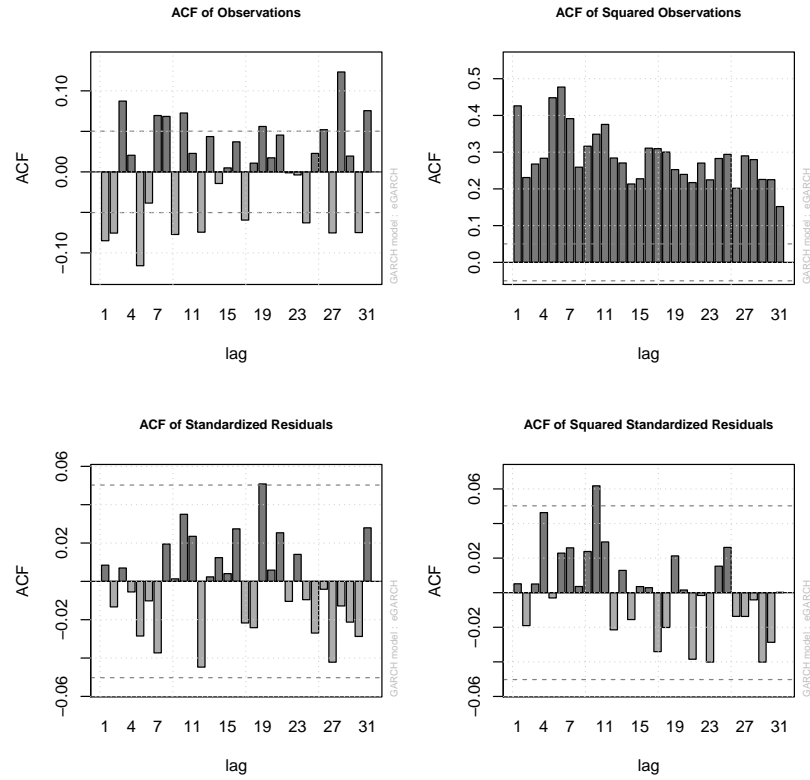 ACF of Observations
ACF
0.10
0.00
−0.10
1 4 7 11 15 19 23 27 31
lag
GARCH model : eGARCH
ACF of Squared Observations
ACF
0.5
0.4
0.3
0.2
0.1
0.0
1 4 7 11 15 19 23 27 31
lag
GARCH model : eGARCH
ACF of Standardized Residuals
ACF
0.06
0.02
−0.02
−0.06
1 4 7 11 15 19 23 27 31
lag
GARCH model : eGARCH
ACF of Squared Standardized Residuals
ACF
0.06
0.02
−0.02
−0.06
1 4 7 11 15 19 23 27 31
lag
GARCH model : eGARCH